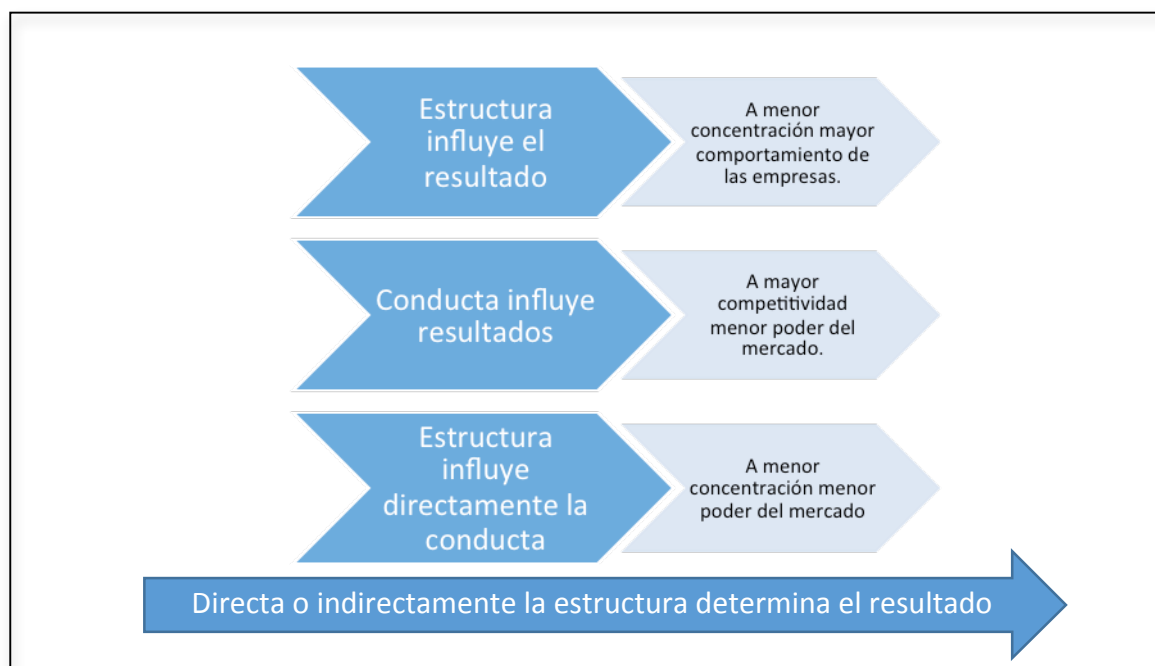 Estructura
influye el
resultado
A menor
concentración mayor
comportamiento de
las empresas.
Conducta influye
resultados
A mayor
competitividad
menor poder del
mercado.
Estructura
influye
directamente la
conducta
A menor
concentración menor
poder del mercado
Directa o indirectamente la estructura determina el resultado